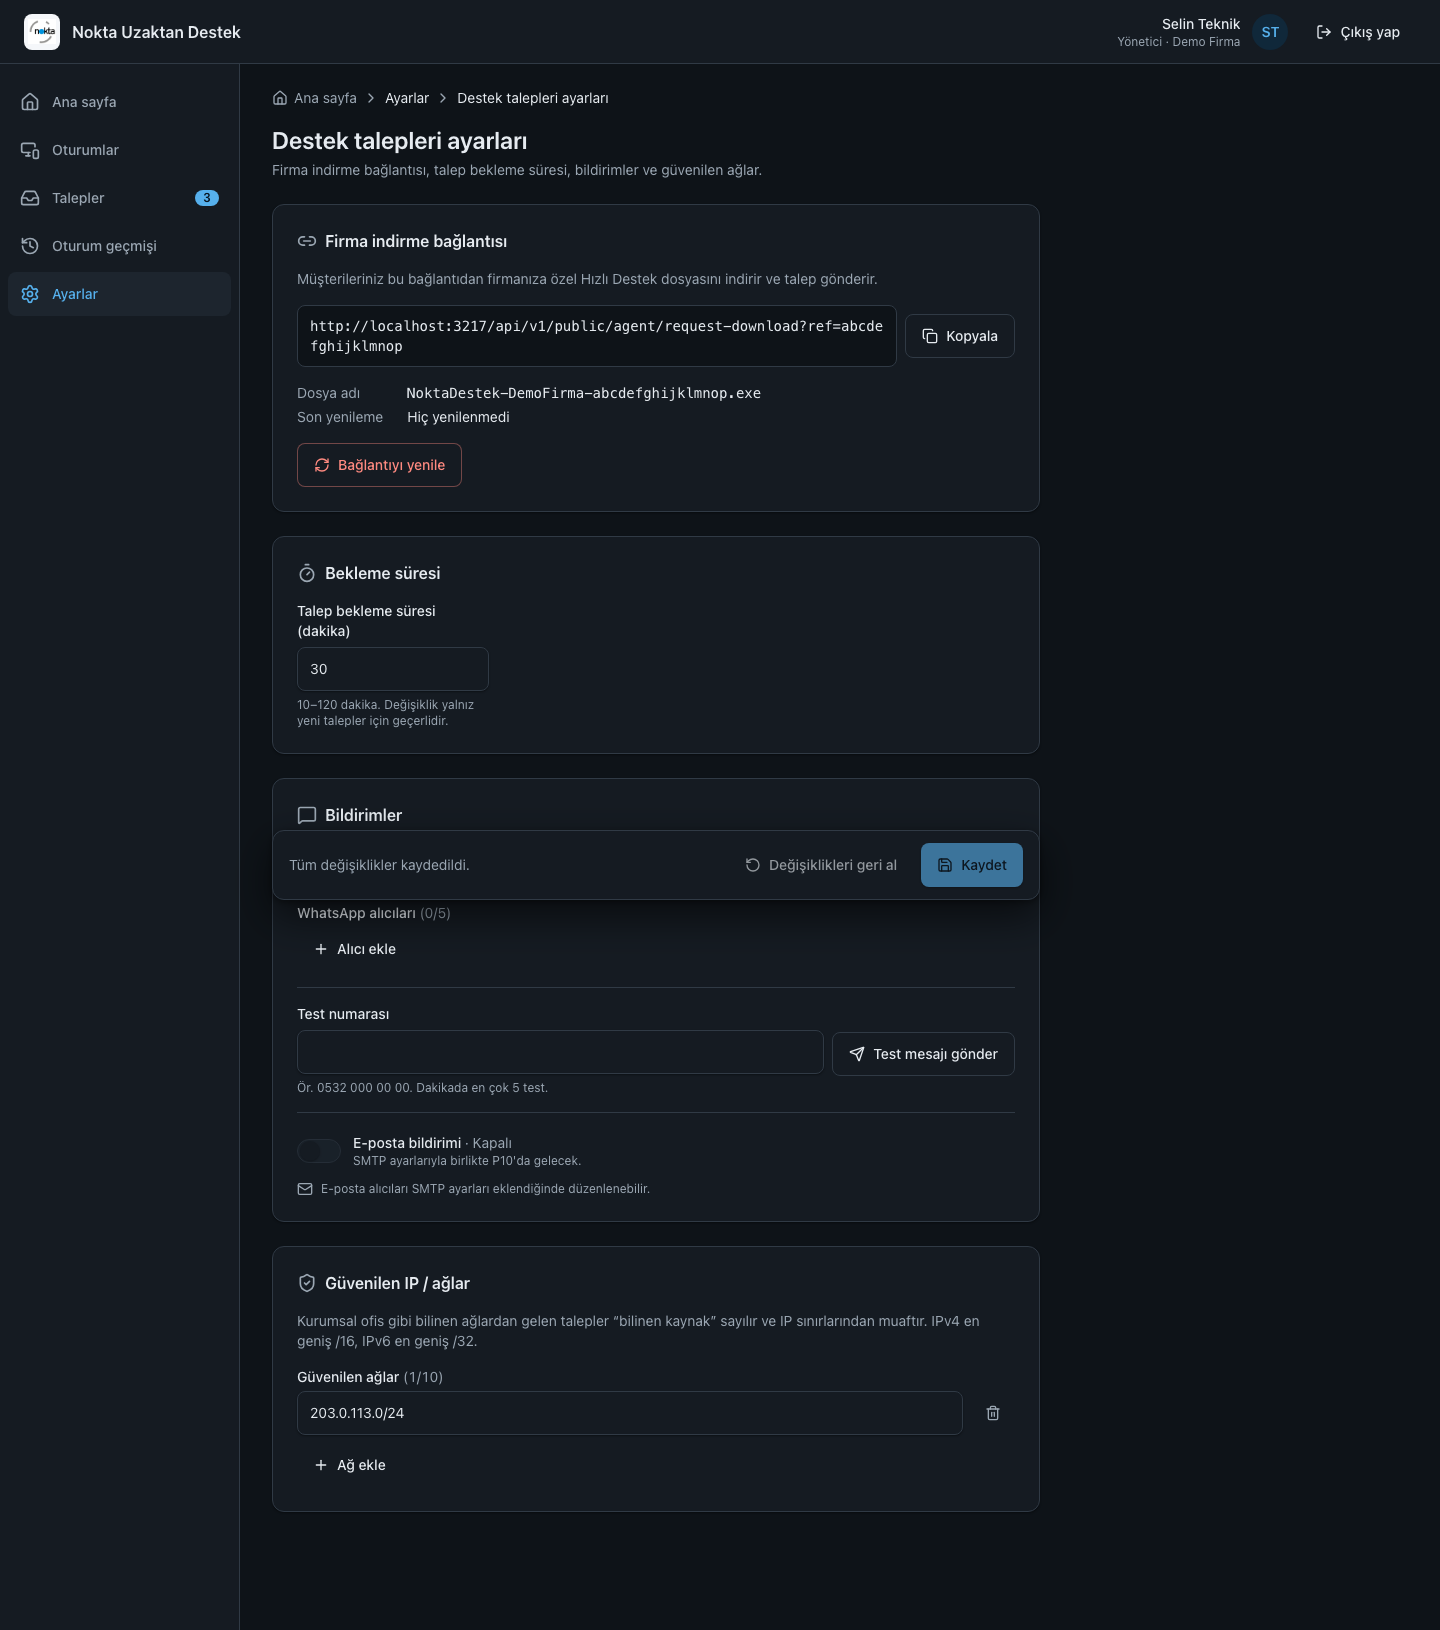 nokta
Nokta Uzaktan Destek
Selin Teknik
Yönetici · Demo Firma
ST
Çıkış yap
Ana sayfa
Oturumlar
Talepler
3
Oturum geçmişi
Ayarlar
Ana sayfa > Ayarlar > Destek talepleri ayarları
Destek talepleri ayarları
Firma indirme bağlantısı, talep bekleme süresi, bildirimler ve güvenilen ağlar.
Firma indirme bağlantısı
Müşterileriniz bu bağlantıdan firmanıza özel Hızlı Destek dosyasını indirir ve talep gönderir.
http://localhost:3217/api/v1/public/agent/request-download?ref=abcde
fghijklmnop
Kopyala
Dosya adı NoktaDestek-DemoFirma-abcdefghijklmnop.exe
Son yenileme Hiç yenilenmedi
Bağlantıyı yenile
Bekleme süresi
Talep bekleme süresi
(dakika)
30
10–120 dakika. Değişiklik yalnız
yeni talepler için geçerlidir.
Bildirimler
Tüm değişiklikler kaydedildi.
Değişiklikleri geri al
Kaydet
WhatsApp alıcıları (0/5)
Alıcı ekle
Test numarası
Test mesajı gönder
Ör. 0532 000 00 00. Dakikada en çok 5 test.
E-posta bildirimi · Kapalı
SMTP ayarlarıyla birlikte P10'da gelecek.
E-posta alıcıları SMTP ayarları eklendiğinde düzenlenebilir.
Güvenilen IP / ağlar
Kurumsal ofis gibi bilinen ağlardan gelen talepler “bilinen kaynak” sayılır ve IP sınırlarından muaftır. IPv4 en
geniş /16, IPv6 en geniş /32.
Güvenilen ağlar (1/10)
203.0.113.0/24
Ağ ekle